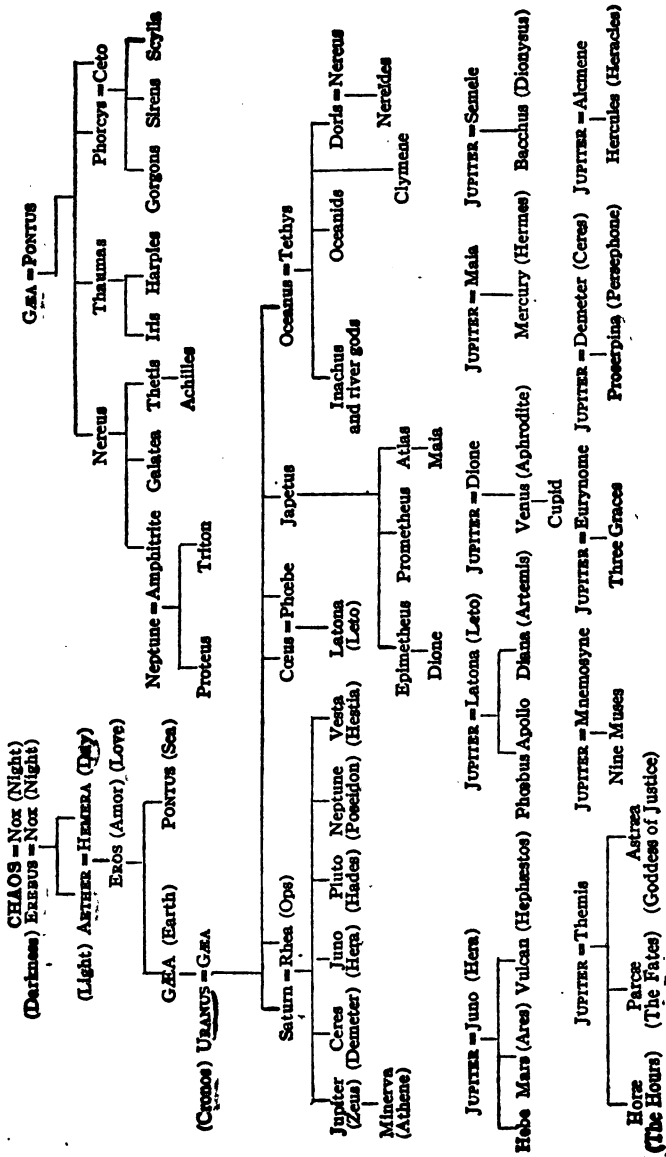 CHAOS = Nox (Night)
(Darkness) EREBUS = Nox (Night)
(Light) AETHER = HEMERA (Day)
EROS (Amor) (Love)
GÆA (Earth) PONTUS (Sea)
(Cronos) URANUS = GÆA
GÆA = PONTUS
Nereus Thaumas Phorcys = Ceto
Neptune = Amphitrite Galatea Thetis Iris Harpies Gorgons Sirens Scylla
Achilles
Proteus Triton
Saturn = Rhea (Ops) Cœus = Phœbe Japetus Oceanus = Tethys
Jupiter Ceres Juno Pluto Neptune Vesta
(Zeus) (Demeter) (Hera) (Hades) (Poseidon) (Hestia)
Minerva
(Athene)
Latona
(Leto)
Epimetheus Prometheus Atlas
Dione Maia
Inachus
and river gods
Oceanids
Clymene
Doris = Nereus
Nereides
JUPITER = Juno (Hera) JUPITER = Latona (Leto) JUPITER = Dione JUPITER = Maia JUPITER = Semele
Hebe Mars (Ares) Vulcan (Hephæstos) Phœbus Apollo Diana (Artemis) Venus (Aphrodite) Mercury (Hermes) Bacchus (Dionysus)
Cupid
JUPITER = Themis JUPITER = Mnemosyne JUPITER = Eurynome JUPITER = Demeter (Ceres) JUPITER = Alcmene
Horæ Parcæ Astræa Nine Muses Three Graces Proserpina (Persephone) Hercules (Heracles)
(The Hours) (The Fates) (Goddess of Justice)